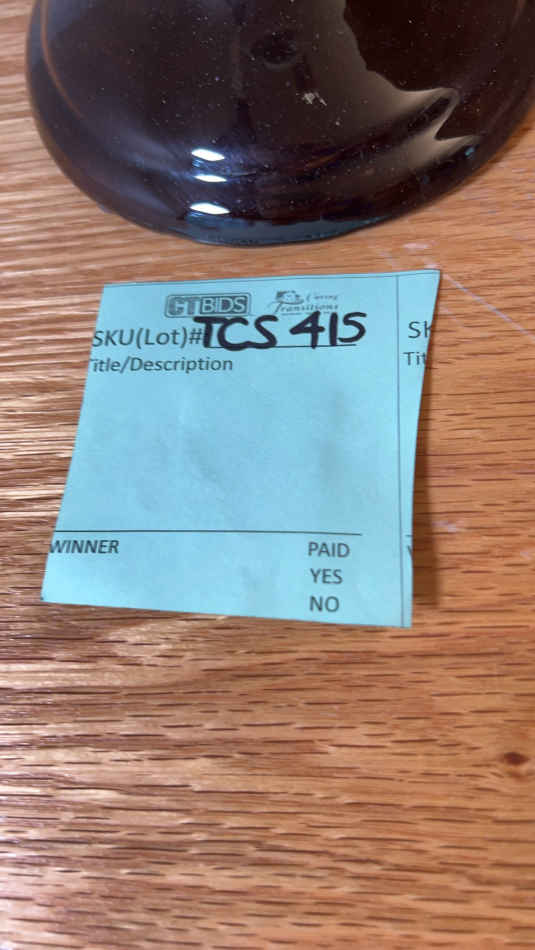 CTBIDS Caring Transitions
SKU(Lot)# TCS 415
Title/Description
WINNER PAID
YES
NO
SK
Tit